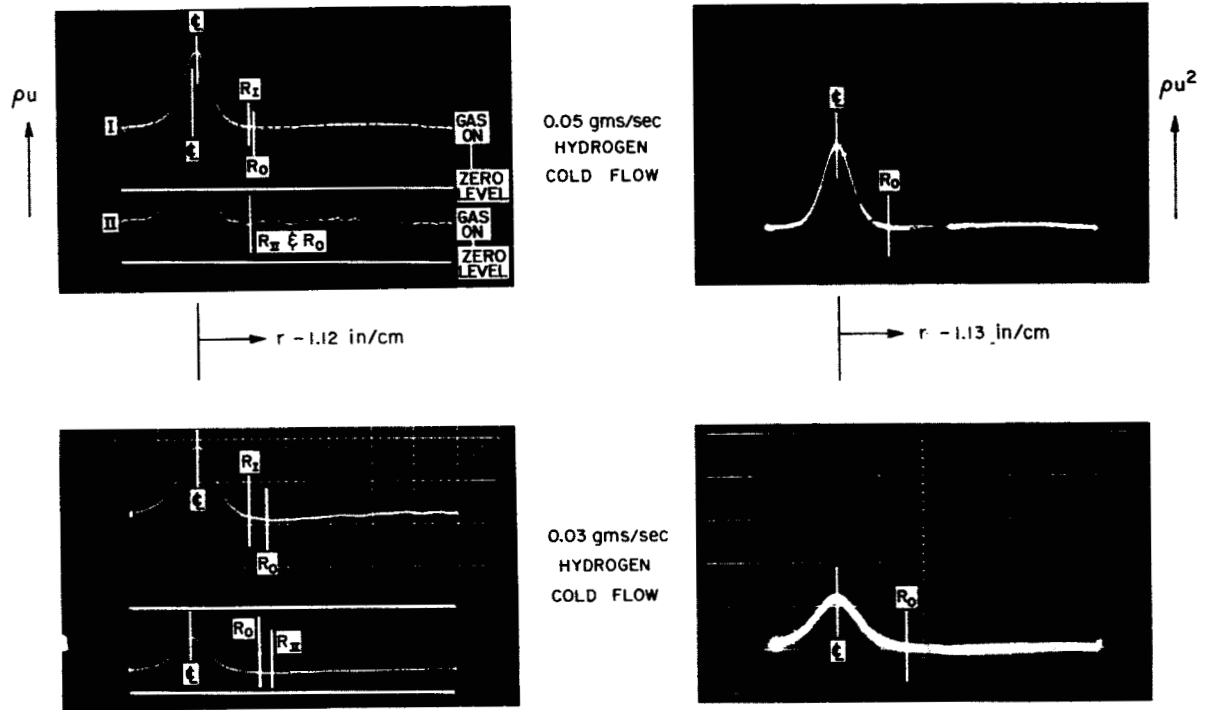 ρu
℄
I
R_I
℄
R_O
GAS
ON
ZERO
LEVEL
II
R_II & R_O
GAS
ON
ZERO
LEVEL
0.05 gms/sec
HYDROGEN
COLD FLOW
℄
R_O
ρu²
r - 1.12 in/cm
r - 1.13 in/cm
R_I
℄
R_O
R_O
R_II
℄
0.03 gms/sec
HYDROGEN
COLD FLOW
R_O
℄